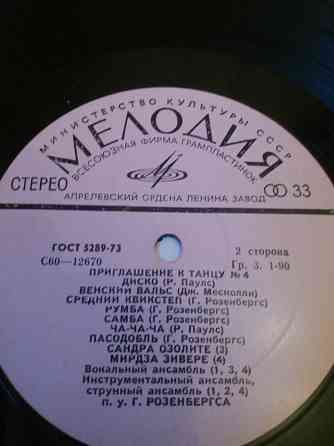 МИНИСТЕРСТВО КУЛЬТУРЫ СССР
МЕЛОДИЯ
ВСЕСОЮЗНАЯ ФИРМА ГРАМПЛАСТИНОК
СТЕРЕО
33
АПРЕЛЕВСКИЙ ОРДЕНА ЛЕНИНА ЗАВОД
ГОСТ 5289-73
2 сторона
С60—12670
Гр. 3. 1-90
ПРИГЛАШЕНИЕ К ТАНЦУ № 4
ДИСКО (Р. Паулс)
ВЕНСКИЙ ВАЛЬС (Дж. Месколли)
СРЕДНИЙ КВИКСТЕП (Г. Розенбергс)
РУМБА (Г. Розенбергс)
САМБА (Г. Розенбергс)
ЧА-ЧА-ЧА (Р. Паулс)
ПАСОДОБЛЬ (Г. Розенбергс)
САНДРА ОЗОЛИТЕ (3)
МИРДЗА ЗИВЕРЕ (4)
Вокальный ансамбль (1, 3, 4)
Инструментальный ансамбль,
струнный ансамбль (1, 2, 4)
п. у Г. РОЗЕНБЕРГСА